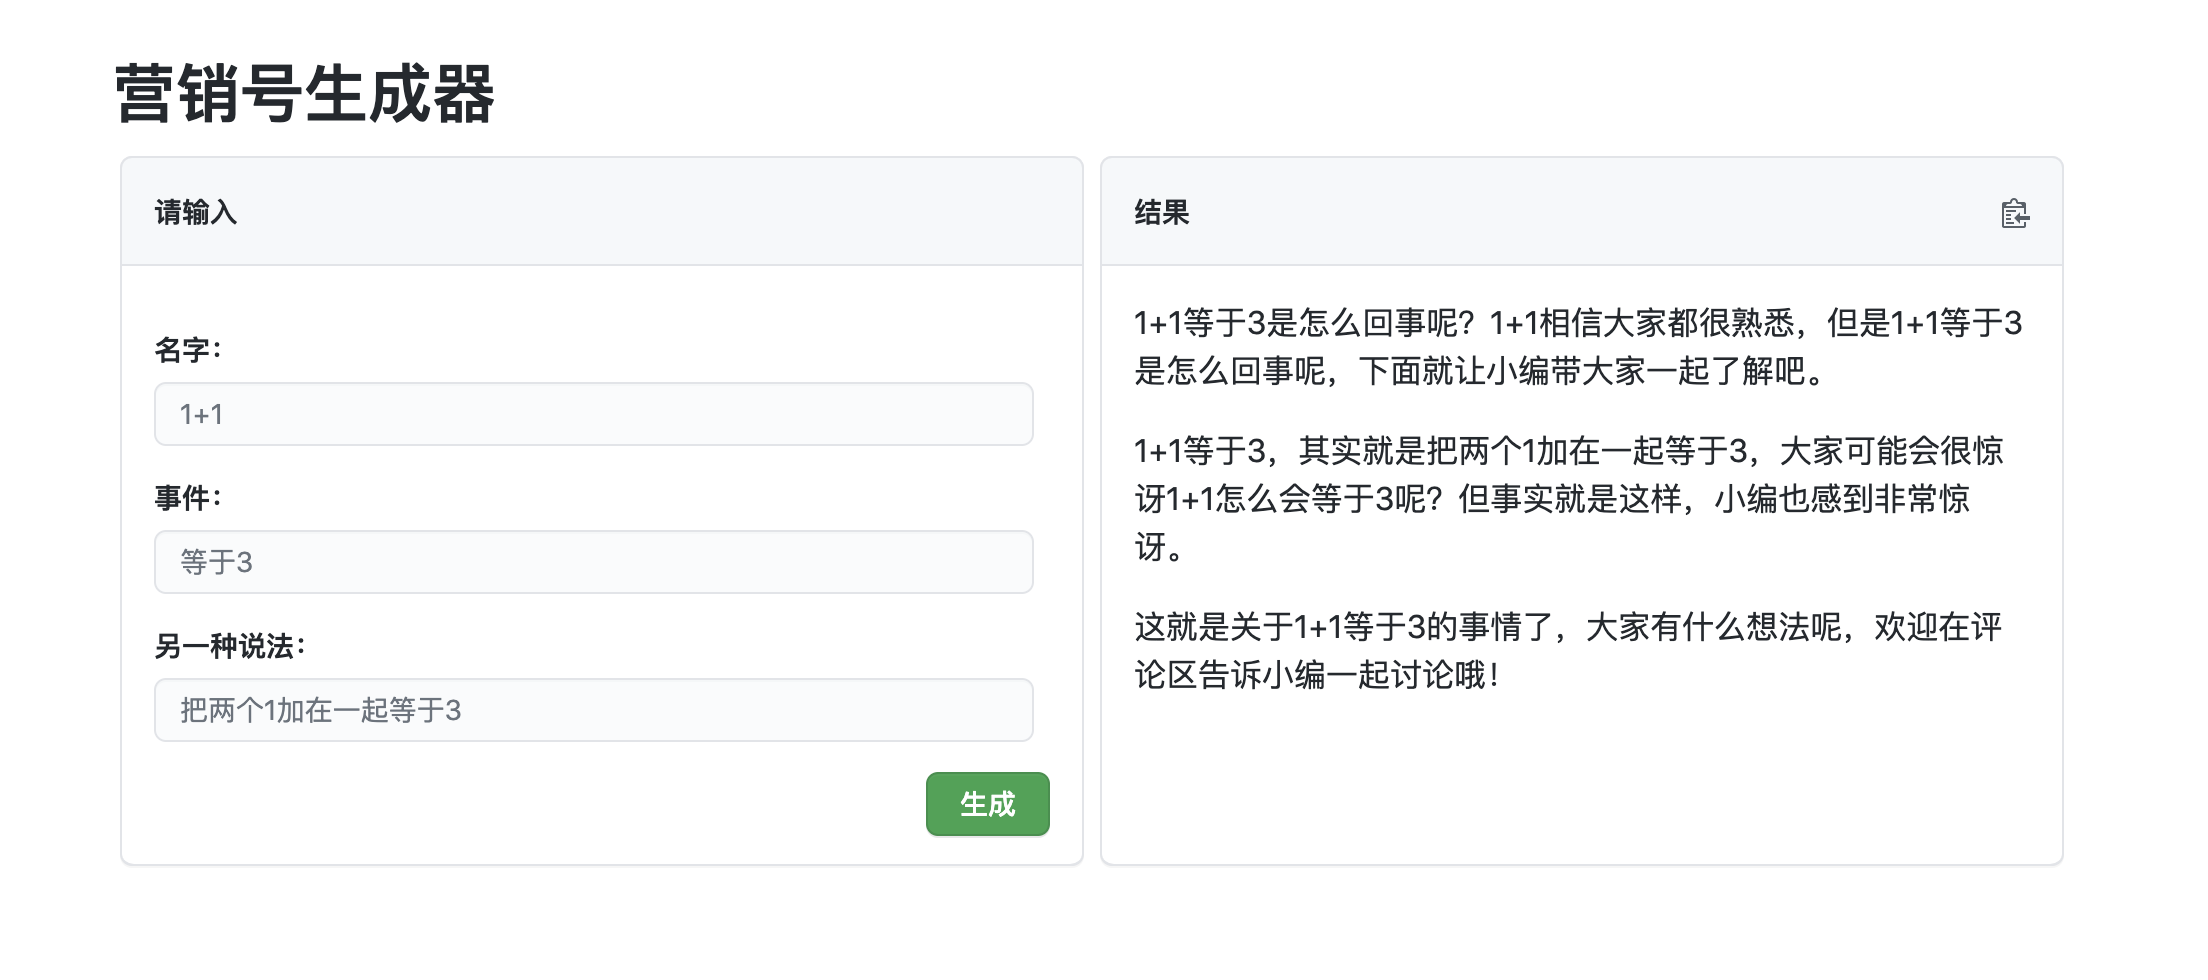 营销号生成器
请输入
名字：
1+1
事件：
等于3
另一种说法：
把两个1加在一起等于3
生成
结果
1+1等于3是怎么回事呢？1+1相信大家都很熟悉，但是1+1等于3
是怎么回事呢，下面就让小编带大家一起了解吧。
1+1等于3，其实就是把两个1加在一起等于3，大家可能会很惊
讶1+1怎么会等于3呢？但事实就是这样，小编也感到非常惊
讶。
这就是关于1+1等于3的事情了，大家有什么想法呢，欢迎在评
论区告诉小编一起讨论哦！